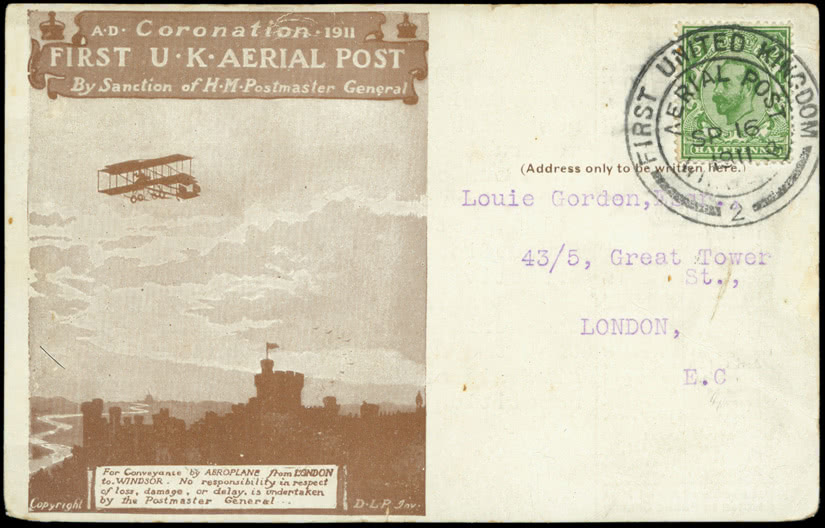 A·D· Coronation ·1911
FIRST U·K·AERIAL POST
By Sanction of H·M·Postmaster General
For Conveyance by AEROPLANE from LONDON
to WINDSOR. No responsibility in respect
of loss, damage, or delay, is undertaken
by the Postmaster General...
Copyright
D·L·P· Inv.
HALFPENNY
FIRST UNITED KINGDOM
AERIAL POST
SP 16
1911
2
(Address only to be written here.)
Louie Gordon,
43/5, Great Tower
St.,
LONDON,
E.C